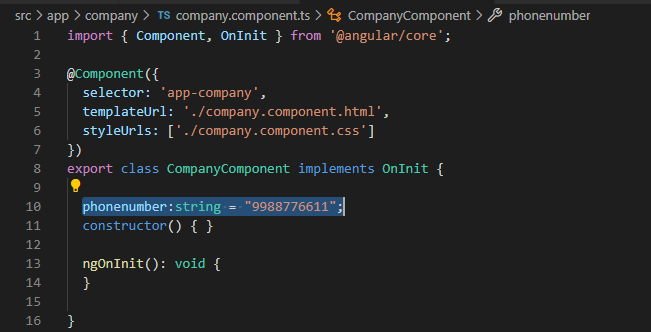 src > app > company > TS company.component.ts > CompanyComponent > phonenumber
1 import { Component, OnInit } from '@angular/core';
2
3 @Component({
4 selector: 'app-company',
5 templateUrl: './company.component.html',
6 styleUrls: ['./company.component.css']
7 })
8 export class CompanyComponent implements OnInit {
9
10 phonenumber:string = "9988776611";
11 constructor() { }
12
13 ngOnInit(): void {
14 }
15
16 }